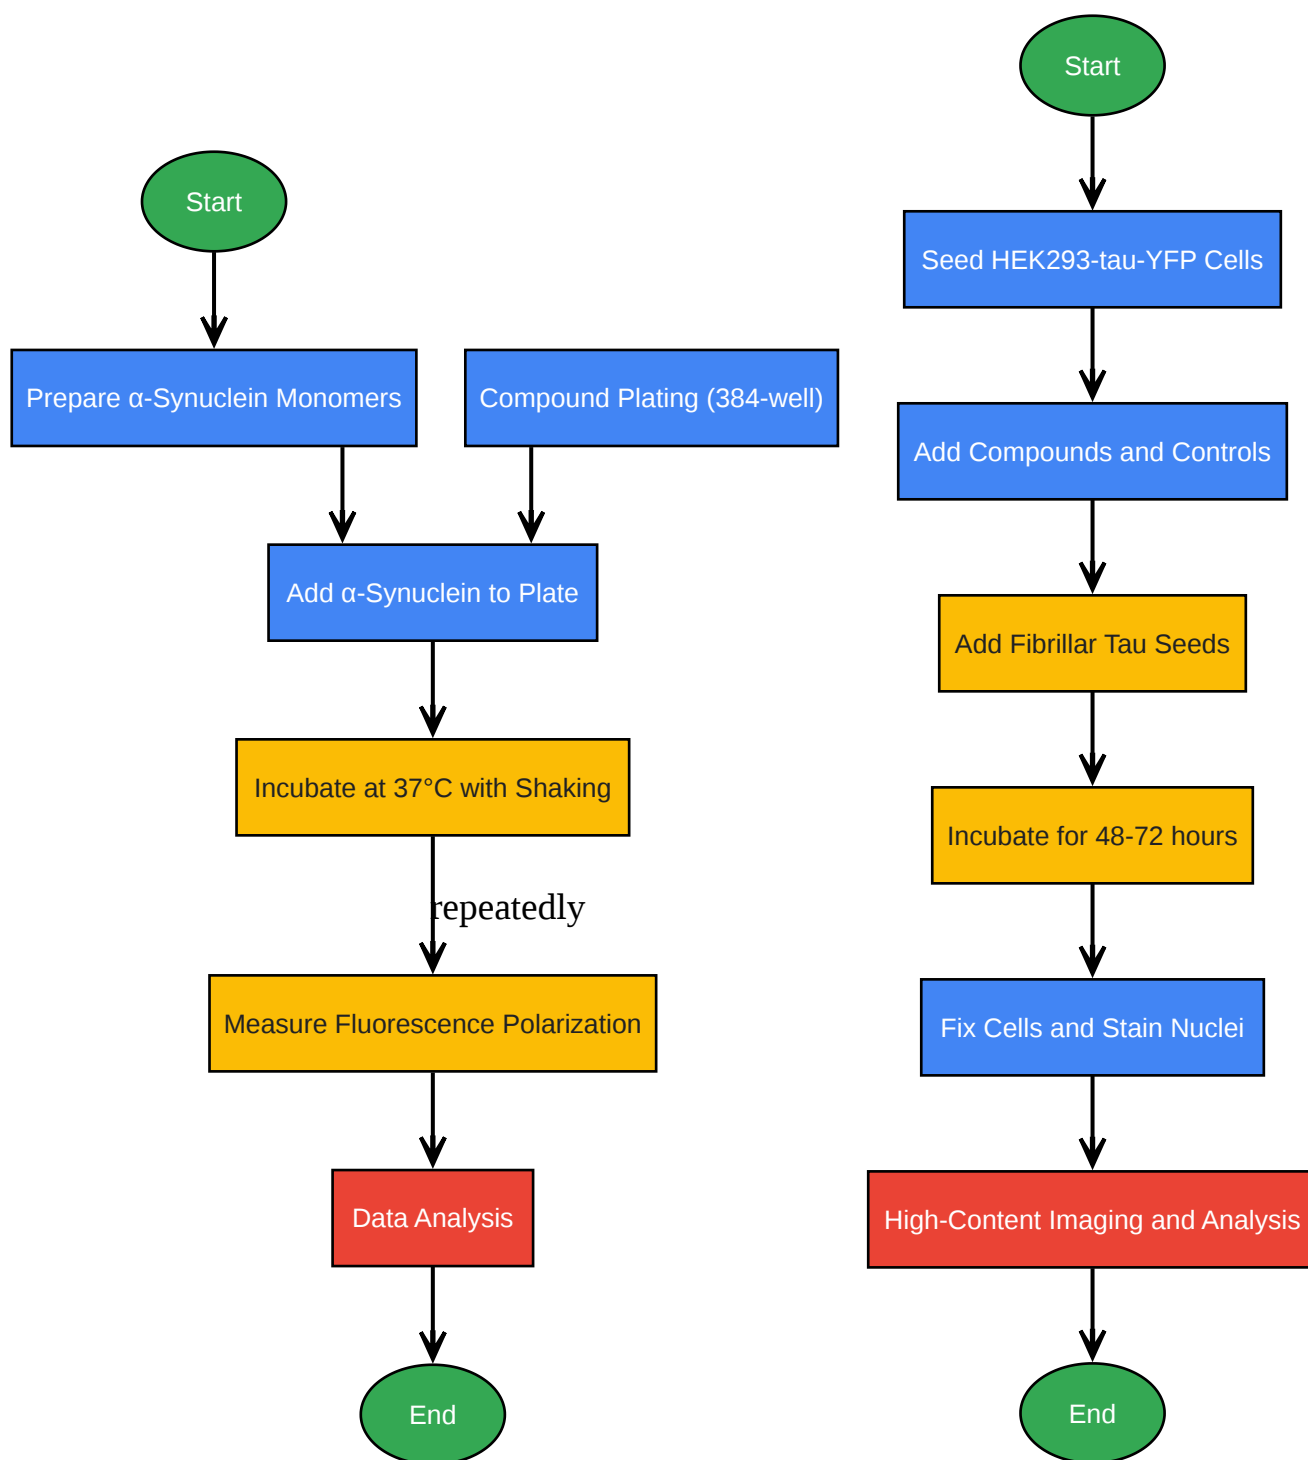 Start
Prepare α-Synuclein Monomers
Compound Plating (384-well)
Add α-Synuclein to Plate
Incubate at 37°C with Shaking
repeatedly
Measure Fluorescence Polarization
Data Analysis
End
Start
Seed HEK293-tau-YFP Cells
Add Compounds and Controls
Add Fibrillar Tau Seeds
Incubate for 48-72 hours
Fix Cells and Stain Nuclei
High-Content Imaging and Analysis
End